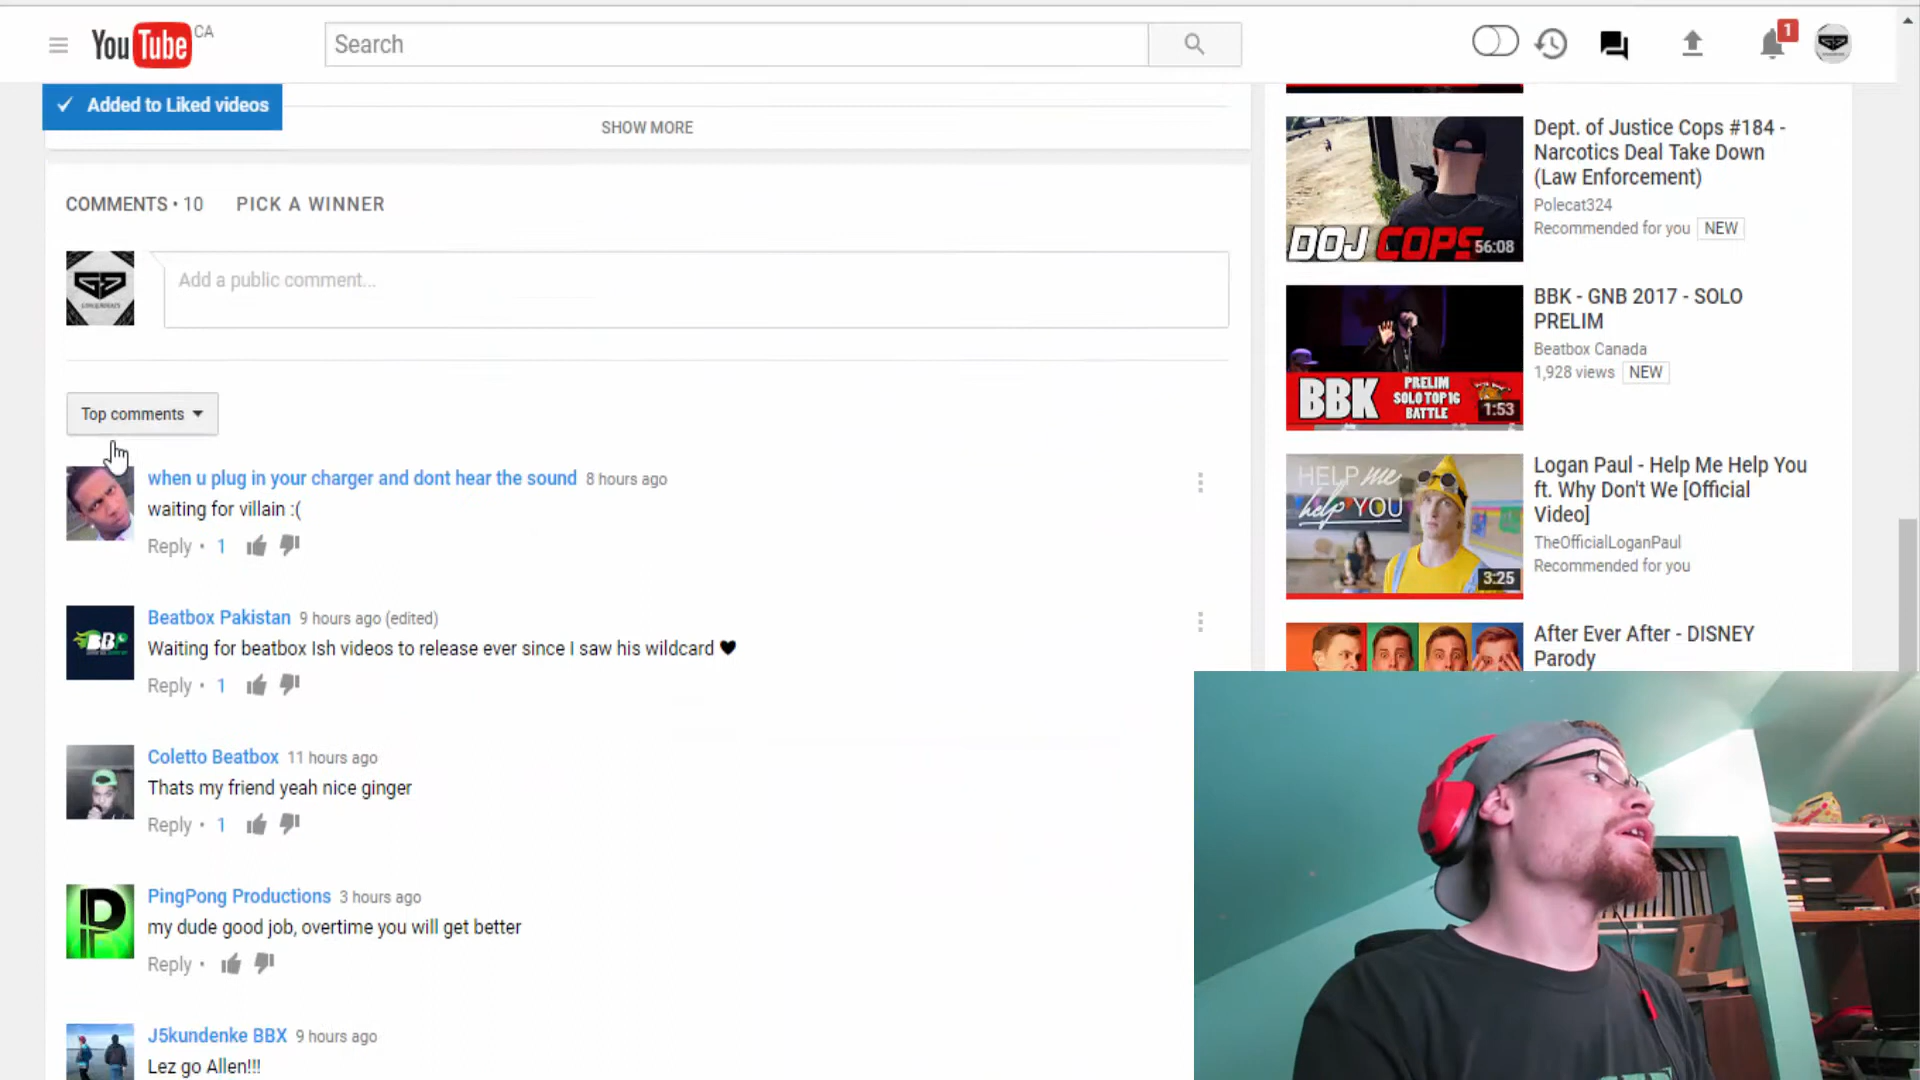 YouTube CA
Search
1
Added to Liked videos
SHOW MORE
COMMENTS • 10
PICK A WINNER
Add a public comment...
Top comments
when u plug in your charger and dont hear the sound 8 hours ago
waiting for villain :(
Reply • 1
BBP
Beatbox Pakistan 9 hours ago (edited)
Waiting for beatbox Ish videos to release ever since I saw his wildcard ♥
Reply • 1
Coletto Beatbox 11 hours ago
Thats my friend yeah nice ginger
Reply • 1
PingPong Productions 3 hours ago
my dude good job, overtime you will get better
Reply •
J5kundenke BBX 9 hours ago
Lez go Allen!!!
DOJ COPS
56:08
Dept. of Justice Cops #184 -
Narcotics Deal Take Down
(Law Enforcement)
Polecat324
Recommended for you NEW
BBK
PRELIM
SOLO TOP 16
BATTLE
1:53
BBK - GNB 2017 - SOLO
PRELIM
Beatbox Canada
1,928 views NEW
HELP me
help YOU
3:25
Logan Paul - Help Me Help You
ft. Why Don't We [Official
Video]
TheOfficialLoganPaul
Recommended for you
After Ever After - DISNEY
Parody